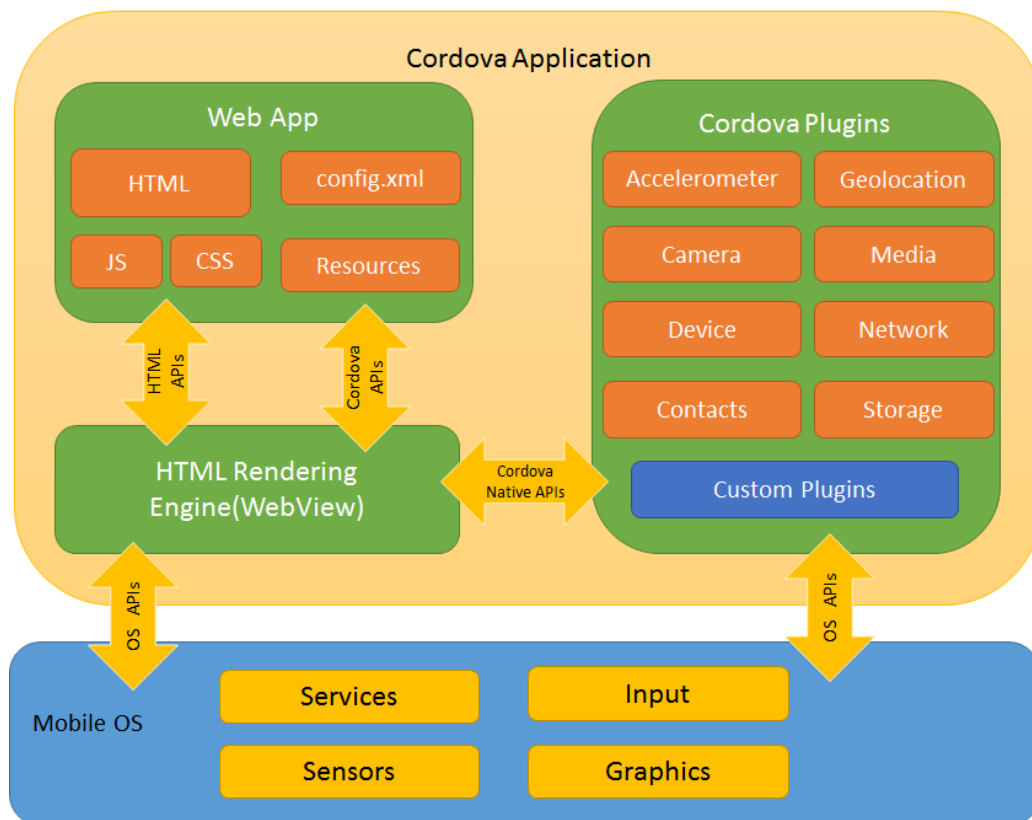 Cordova Application
Web App
HTML
config.xml
JS
CSS
Resources
Cordova Plugins
Accelerometer
Geolocation
Camera
Media
Device
Network
Contacts
Storage
Custom Plugins
HTML
APIs
Cordova
APIs
HTML Rendering
Engine(WebView)
Cordova
Native APIs
OS APIs
OS APIs
Mobile OS
Services
Input
Sensors
Graphics